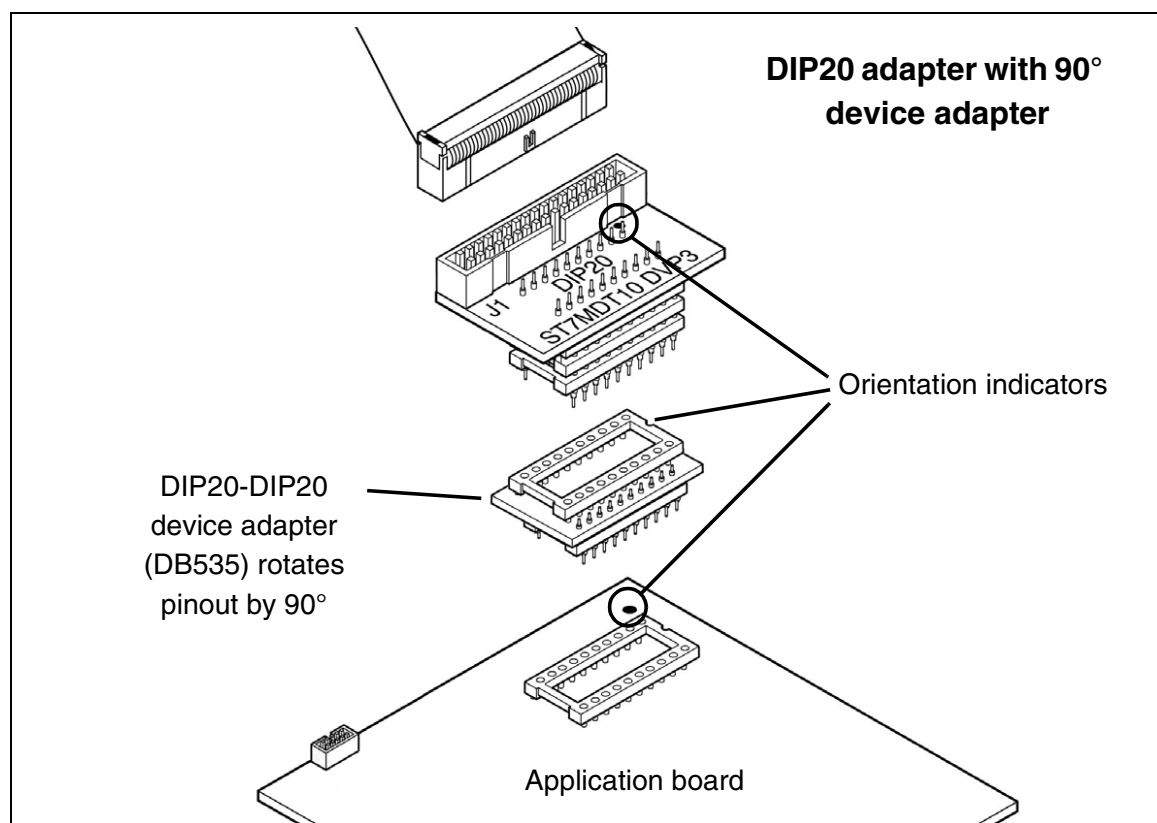 DIP20 adapter with 90°
device adapter
DIP20
J1
ST7MDT10 DVP3
Orientation indicators
DIP20-DIP20
device adapter
(DB535) rotates
pinout by 90°
Application board